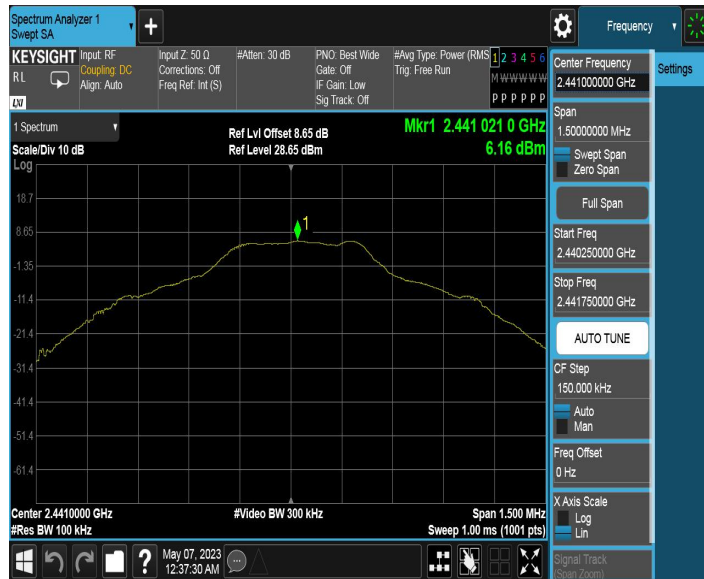 Spectrum Analyzer 1
Swept SA
+
Frequency
KEYSIGHT
RL
LXI
Input: RF
Coupling: DC
Align: Auto
Input Z: 50 Ω
Corrections: Off
Freq Ref: Int (S)
#Atten: 30 dB
PNO: Best Wide
Gate: Off
IF Gain: Low
Sig Track: Off
#Avg Type: Power (RMS
Trig: Free Run
1 2 3 4 5 6
M W W W W W
P P P P P P
1 Spectrum
Scale/Div 10 dB
Log
Ref Lvl Offset 8.65 dB
Ref Level 28.65 dBm
Mkr1 2.441 021 0 GHz
6.16 dBm
1
18.7
8.65
-1.35
-11.4
-21.4
-31.4
-41.4
-51.4
-61.4
Center 2.4410000 GHz
#Res BW 100 kHz
#Video BW 300 kHz
Span 1.500 MHz
Sweep 1.00 ms (1001 pts)
?
May 07, 2023
12:37:30 AM
Center Frequency
2.441000000 GHz
Span
1.50000000 MHz
Swept Span
Zero Span
Full Span
Start Freq
2.440250000 GHz
Stop Freq
2.441750000 GHz
AUTO TUNE
CF Step
150.000 kHz
Auto
Man
Freq Offset
0 Hz
X Axis Scale
Log
Lin
Signal Track
(Span Zoom)
Settings